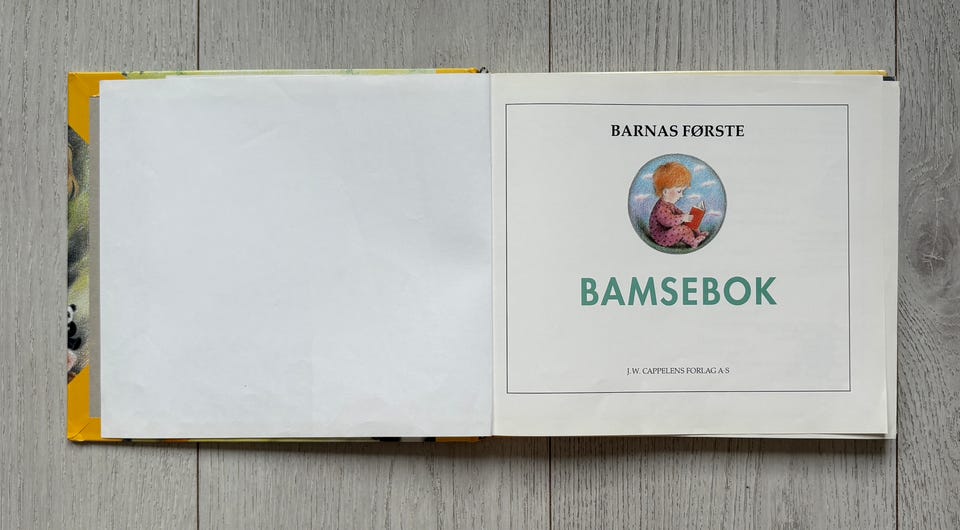 BARNAS FØRSTE
BAMSEBOK
J.W. CAPPELENS FORLAG A·S